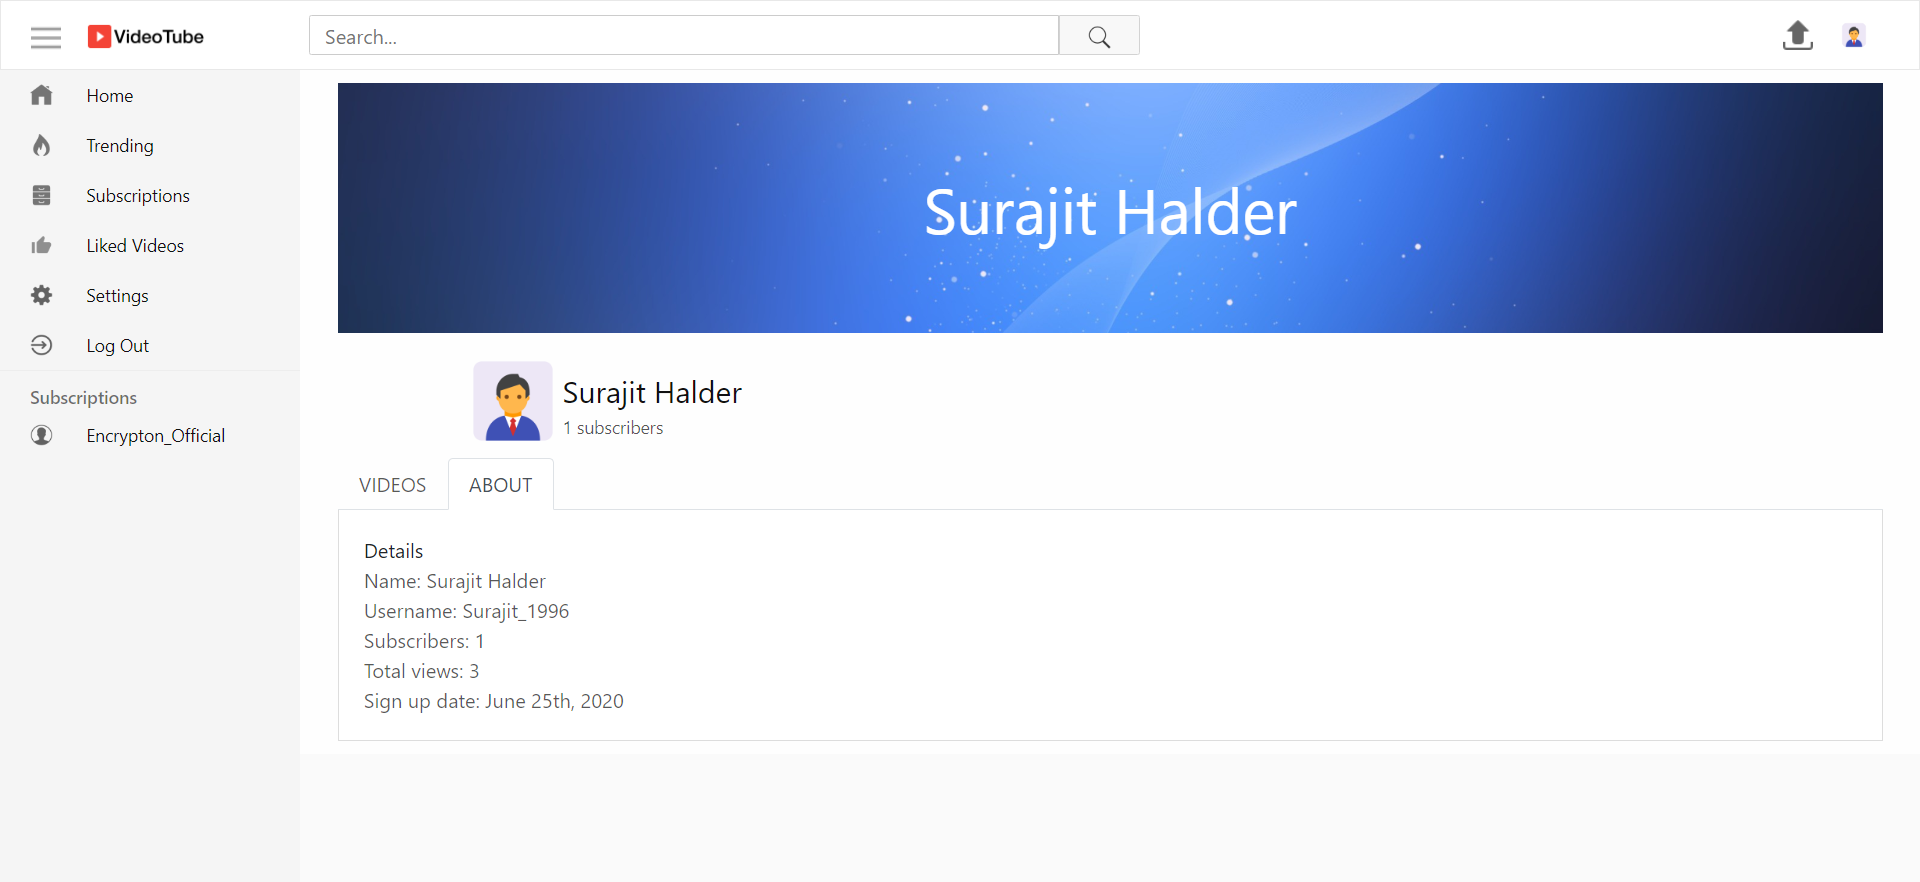 VideoTube
Search...
Home
Trending
Subscriptions
Liked Videos
Settings
Log Out
Subscriptions
Encrypton_Official
Surajit Halder
Surajit Halder
1 subscribers
VIDEOS
ABOUT
Details
Name: Surajit Halder
Username: Surajit_1996
Subscribers: 1
Total views: 3
Sign up date: June 25th, 2020